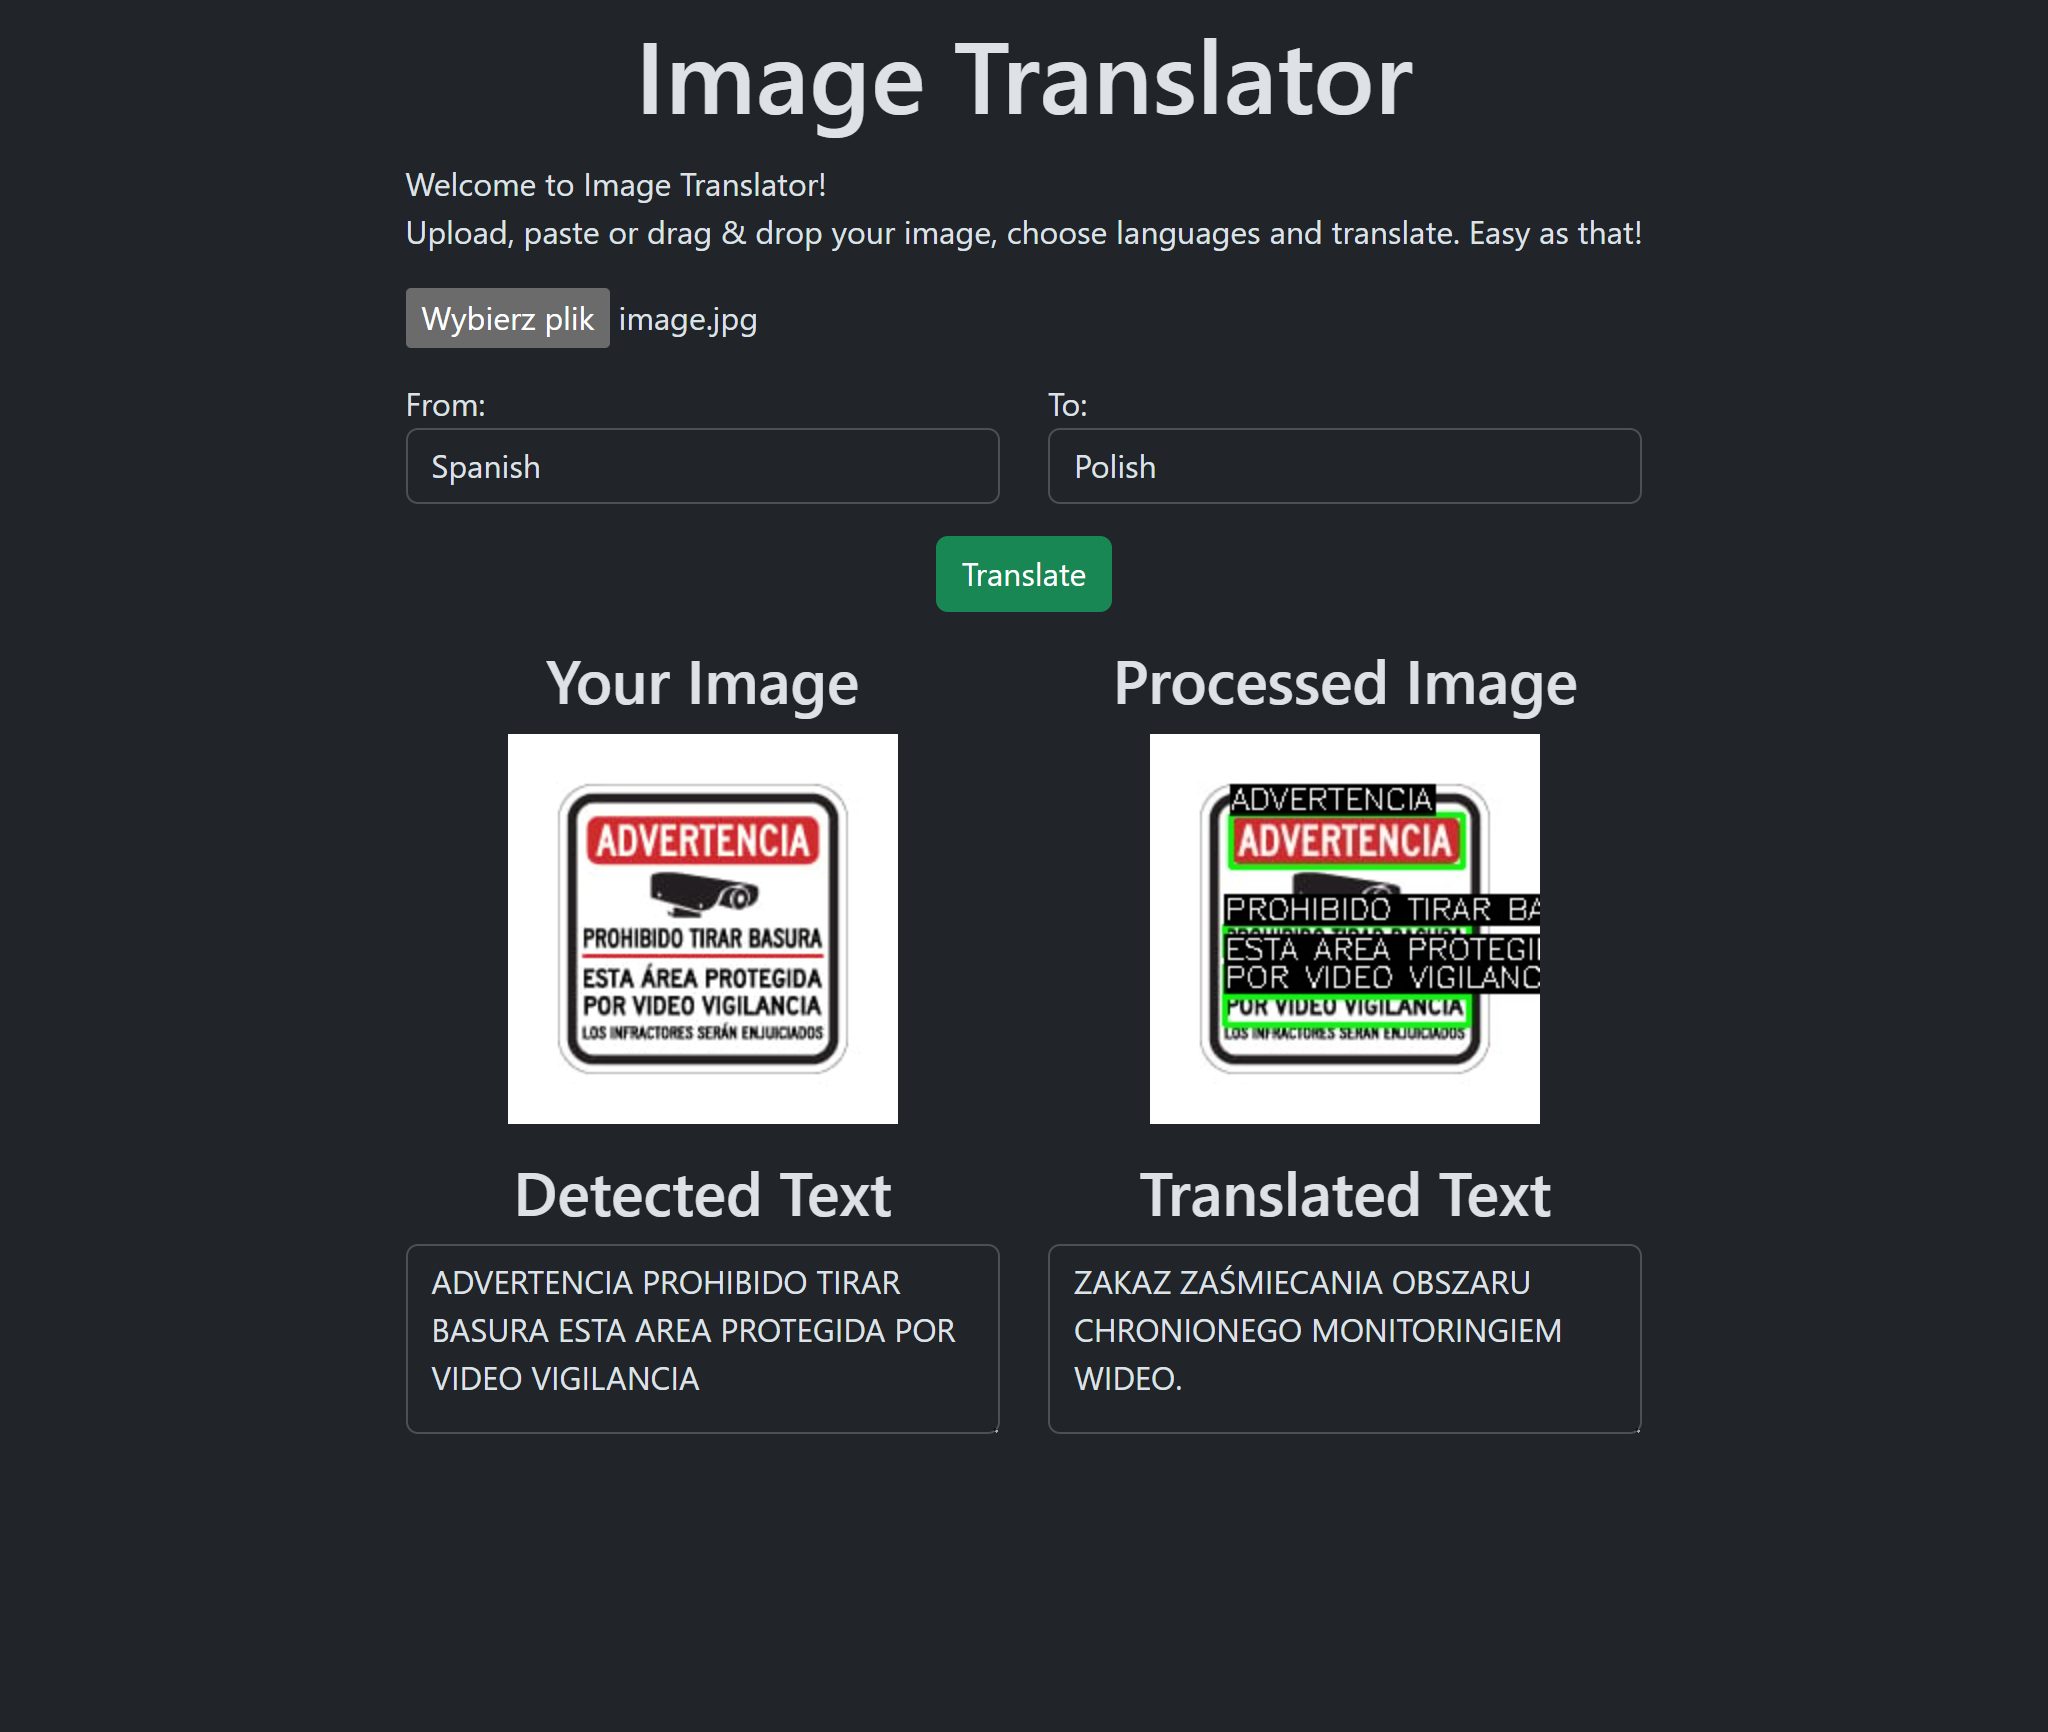 Image Translator
Welcome to Image Translator!
Upload, paste or drag & drop your image, choose languages and translate. Easy as that!
Wybierz plik image.jpg
From:
To:
Spanish
Polish
Translate
Your Image
Processed Image
ADVERTENCIA
PROHIBIDO TIRAR BASURA
ESTA ÁREA PROTEGIDA
POR VIDEO VIGILANCIA
LOS INFRACTORES SERÁN ENJUICIADOS
ADVERTENCIA
ADVERTENCIA
PROHIBIDO TIRAR BA
ESTA AREA PROTEGI
POR VIDEO VIGILANC
POR VIDEO VIGILANCIA
LOS INFRACTORES SERÁN ENJUICIADOS
Detected Text
Translated Text
ADVERTENCIA PROHIBIDO TIRAR
BASURA ESTA AREA PROTEGIDA POR
VIDEO VIGILANCIA
ZAKAZ ZAŚMIECANIA OBSZARU
CHRONIONEGO MONITORINGIEM
WIDEO.